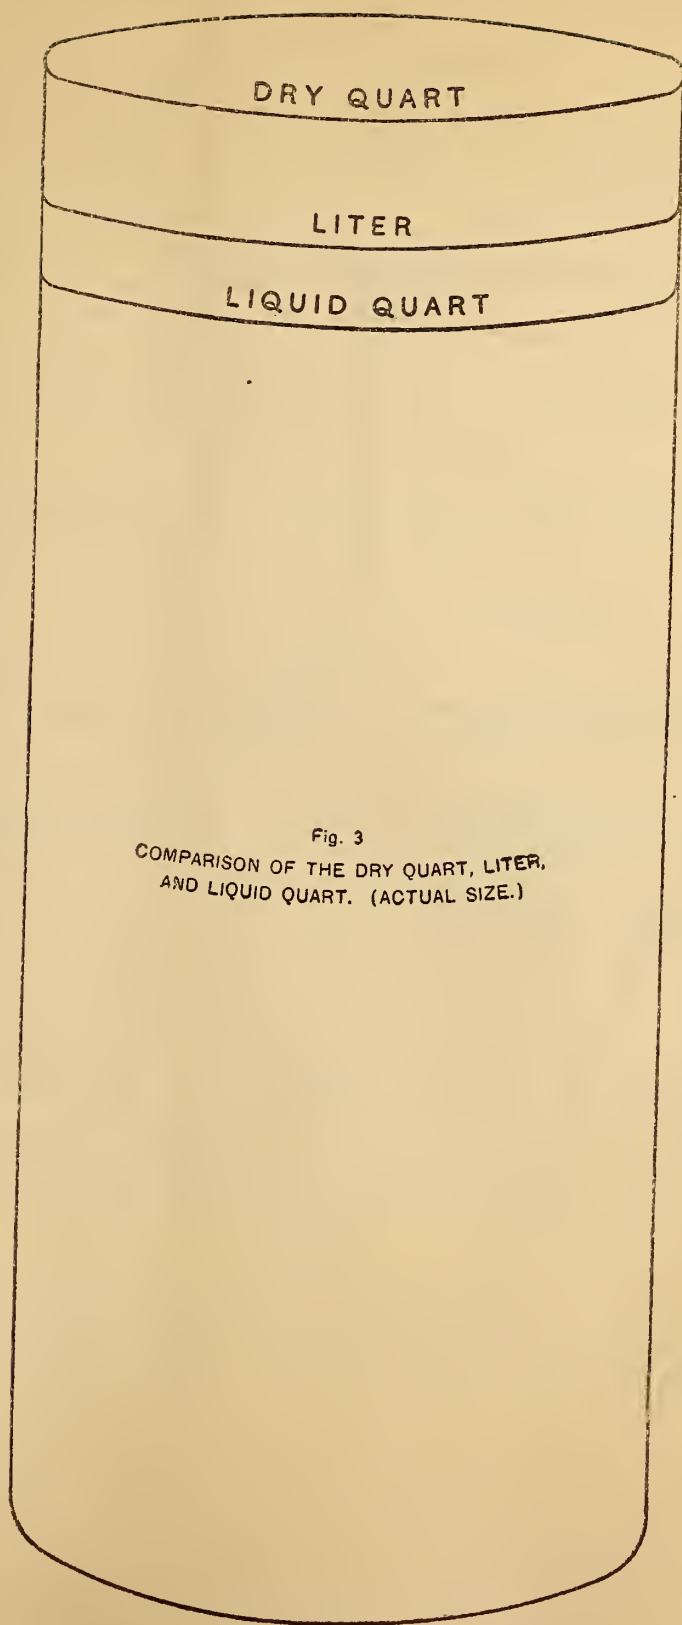 DRY QUART
LITER
LIQUID QUART
Fig. 3
COMPARISON OF THE DRY QUART, LITER,
AND LIQUID QUART. (ACTUAL SIZE.)